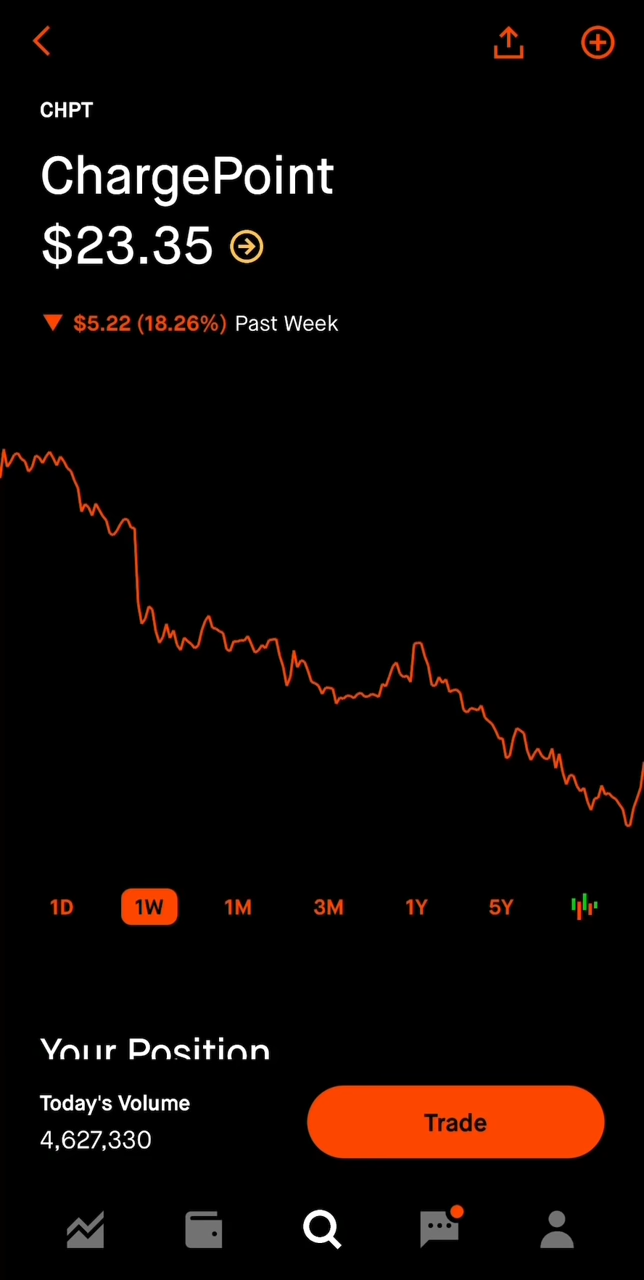 CHPT
ChargePoint
$23.35
$5.22 (18.26%) Past Week
1D 1W 1M 3M 1Y 5Y
Your Position
Today's Volume
4,627,330
Trade